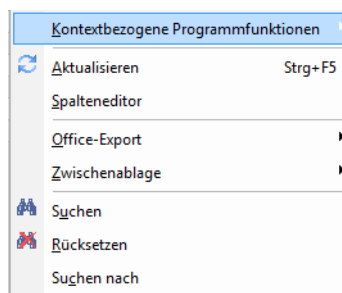 Kontextbezogene Programmfunktionen
Aktualisieren Strg+F5
Spalteneditor
Office-Export
Zwischenablage
Suchen
Rücksetzen
Suchen nach